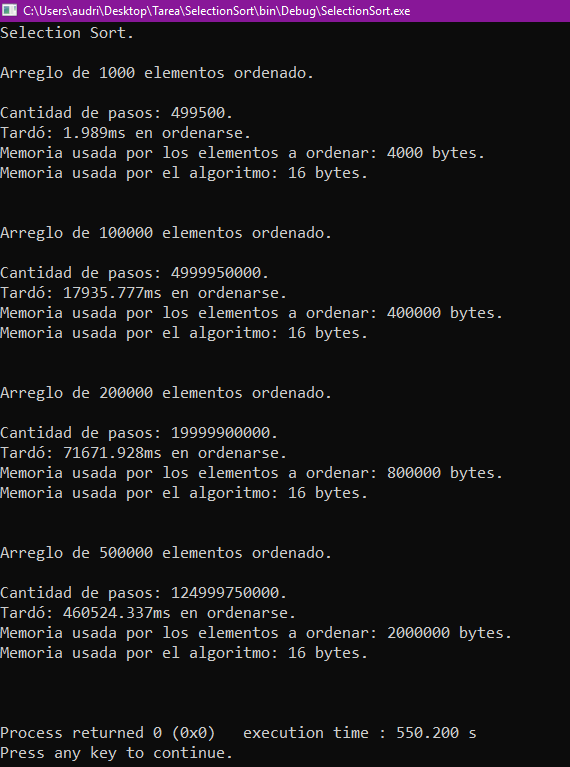 C:\Users\audri\Desktop\Tarea\SelectionSort\bin\Debug\SelectionSort.exe
Selection Sort.
Arreglo de 1000 elementos ordenado.
Cantidad de pasos: 499500.
Tardó: 1.989ms en ordenarse.
Memoria usada por los elementos a ordenar: 4000 bytes.
Memoria usada por el algoritmo: 16 bytes.
Arreglo de 100000 elementos ordenado.
Cantidad de pasos: 4999950000.
Tardó: 17935.777ms en ordenarse.
Memoria usada por los elementos a ordenar: 400000 bytes.
Memoria usada por el algoritmo: 16 bytes.
Arreglo de 200000 elementos ordenado.
Cantidad de pasos: 19999900000.
Tardó: 71671.928ms en ordenarse.
Memoria usada por los elementos a ordenar: 800000 bytes.
Memoria usada por el algoritmo: 16 bytes.
Arreglo de 500000 elementos ordenado.
Cantidad de pasos: 124999750000.
Tardó: 460524.337ms en ordenarse.
Memoria usada por los elementos a ordenar: 2000000 bytes.
Memoria usada por el algoritmo: 16 bytes.
Process returned 0 (0x0)   execution time : 550.200 s
Press any key to continue.